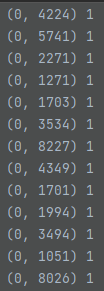 (0, 4224) 1
(0, 5741) 1
(0, 2271) 1
(0, 1271) 1
(0, 1703) 1
(0, 3534) 1
(0, 8227) 1
(0, 4349) 1
(0, 1701) 1
(0, 1994) 1
(0, 3494) 1
(0, 1051) 1
(0, 8026) 1